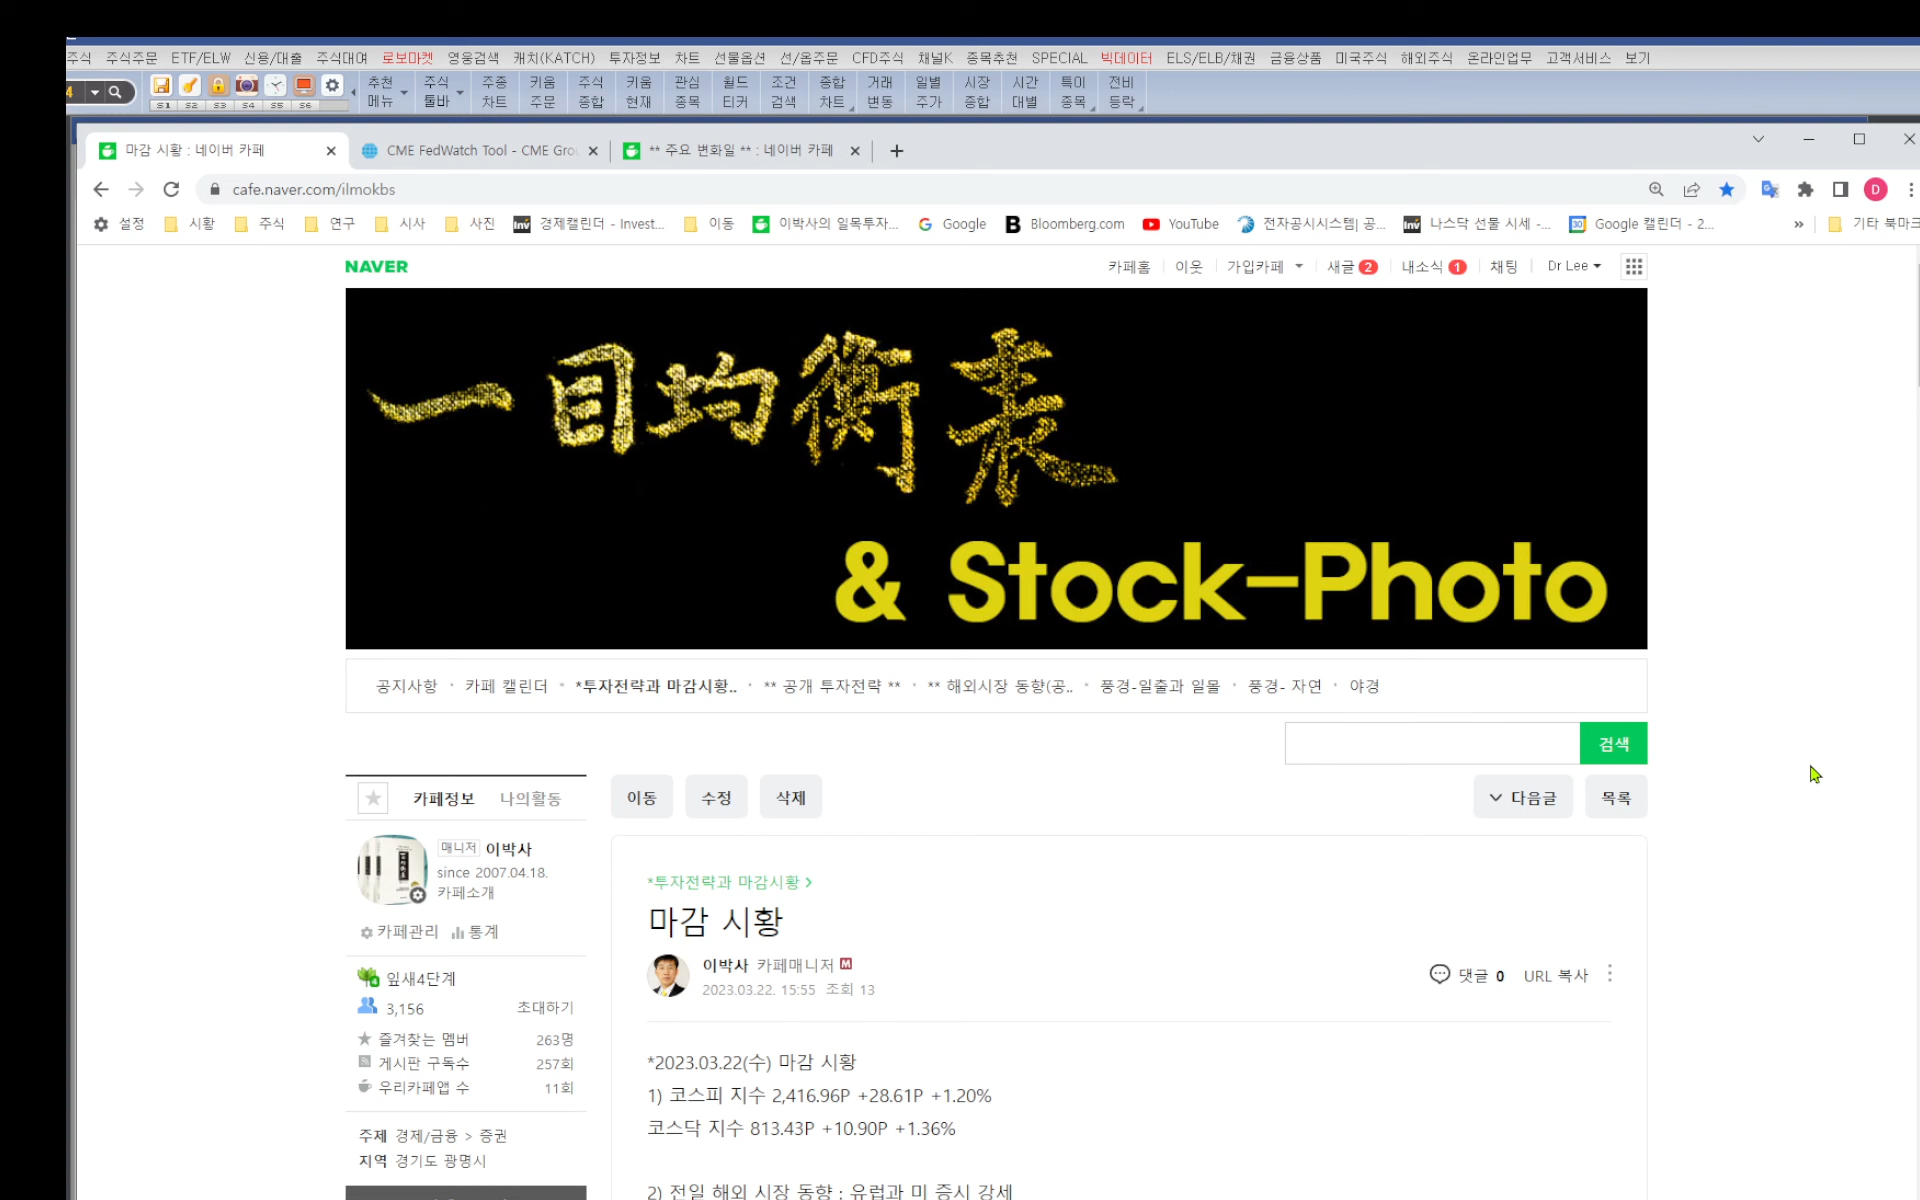 주식 주식주문 ETF/ELW 신용/대출 주식대여 로보마켓 영웅검색 캐치(KATCH) 투자정보 차트 선물옵션 선/옵주문 CFD주식 채널K 종목추천 SPECIAL 빅데이터 ELS/ELB/채권 금융상품 미국주식 해외주식 온라인업무 고객서비스 보기
추천 주식 주종 키움 주식 키움 관심 월드 조건 종합 거래 일별 시장 시간 특이 전비
메뉴 툴바 차트 주문 종합 현재 종목 티커 검색 차트 변동 주가 종합 대별 종목 등락
S1 S2 S3 S4 S5 S6
마감 시황 : 네이버 카페 CME FedWatch Tool - CME Gro ** 주요 변화일 ** : 네이버 카페
cafe.naver.com/ilmokbs D
설정 시황 주식 연구 시사 사진 Inv 경제캘린더 - Invest... 이동 이박사의 일목투자... G Google B Bloomberg.com YouTube 전자공시시스템| 공... Inv 나스닥 선물 시세 -... 30 Google 캘린더 - 2... » 기타 북마크
NAVER 카페홈 이웃 가입카페 새글 2 내소식 1 채팅 Dr Lee
一目均衡表
& Stock-Photo
공지사항 · 카페 캘린더 · *투자전략과 마감시황.. · ** 공개 투자전략 ** · ** 해외시장 동향(공.. · 풍경-일출과 일몰 · 풍경- 자연 · 야경
검색
카페정보 나의활동 이동 수정 삭제 다음글 목록
매니저 이박사
since 2007.04.18.
카페소개
카페관리 통계
잎새4단계
3,156 초대하기
즐겨찾는 멤버 263명
게시판 구독수 257회
우리카페앱 수 11회
주제 경제/금융 > 증권
지역 경기도 광명시
*투자전략과 마감시황 >
마감 시황
이박사 카페매니저 M
2023.03.22. 15:55 조회 13
댓글 0 URL 복사
*2023.03.22(수) 마감 시황
1) 코스피 지수 2,416.96P +28.61P +1.20%
코스닥 지수 813.43P +10.90P +1.36%
2) 전일 해외 시장 동향 : 유럽과 미 증시 강세